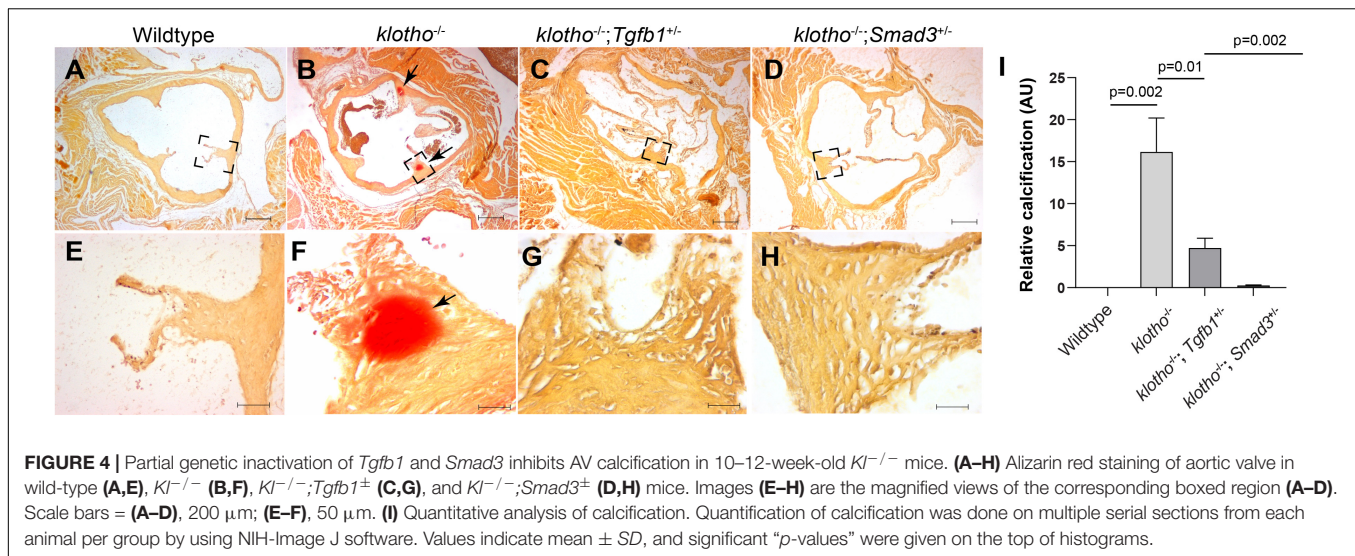 Wildtype klotho-/- klotho-/-;Tgfb1+/- klotho-/-;Smad3+/-
A B C D
E F G H
I
p=0.002
p=0.01
p=0.002
Relative calcification (AU)
25
20
15
10
5
0
Wildtype
klotho-/-
klotho-/-; Tgfb1+/-
klotho-/-; Smad3+/-
FIGURE 4 | Partial genetic inactivation of Tgfb1 and Smad3 inhibits AV calcification in 10–12-week-old Kl−/− mice. (A–H) Alizarin red staining of aortic valve in
wild-type (A,E), Kl−/− (B,F), Kl−/−;Tgfb1± (C,G), and Kl−/−;Smad3± (D,H) mice. Images (E–H) are the magnified views of the corresponding boxed region (A–D).
Scale bars = (A–D), 200 μm; (E–F), 50 μm. (I) Quantitative analysis of calcification. Quantification of calcification was done on multiple serial sections from each
animal per group by using NIH-Image J software. Values indicate mean ± SD, and significant “p-values” were given on the top of histograms.